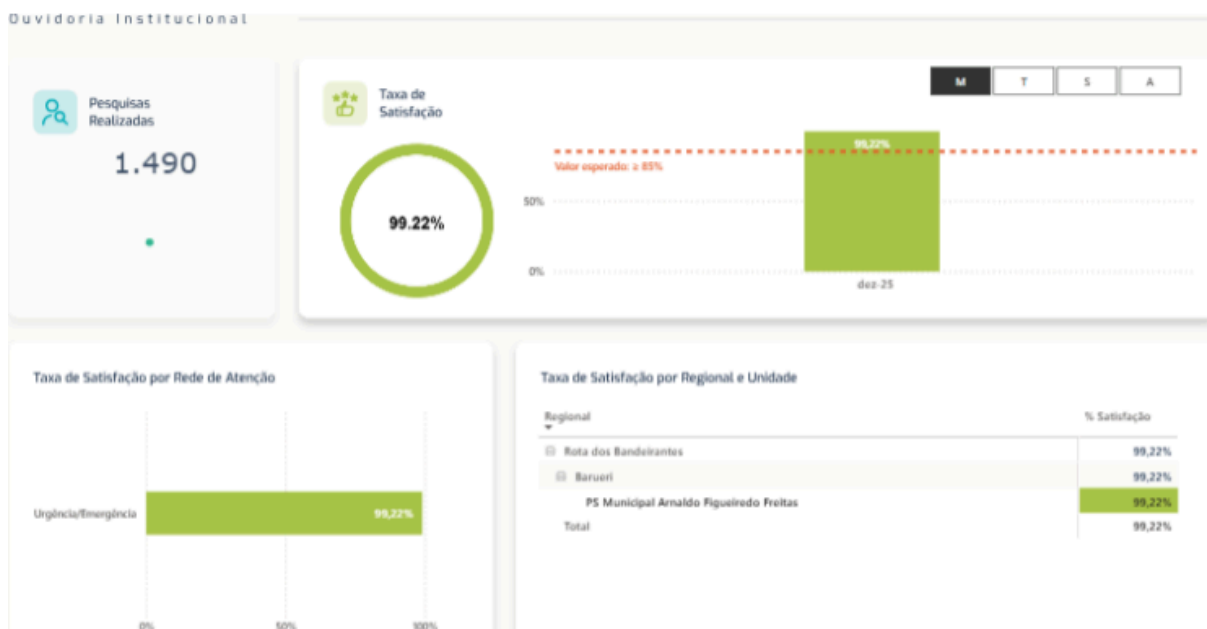 Ouvidoria Institucional
Pesquisas
Realizadas
1.490
Taxa de
Satisfação
99.22%
M T S A
99,22%
Valor esperado: ≥ 85%
50%
0%
dez-25
Taxa de Satisfação por Rede de Atenção
Urgência/Emergência
99,22%
0% 50% 100%
Taxa de Satisfação por Regional e Unidade
Regional % Satisfação
Rota dos Bandeirantes 99,22%
Barueri 99,22%
PS Municipal Arnaldo Figueiredo Freitas 99,22%
Total 99,22%